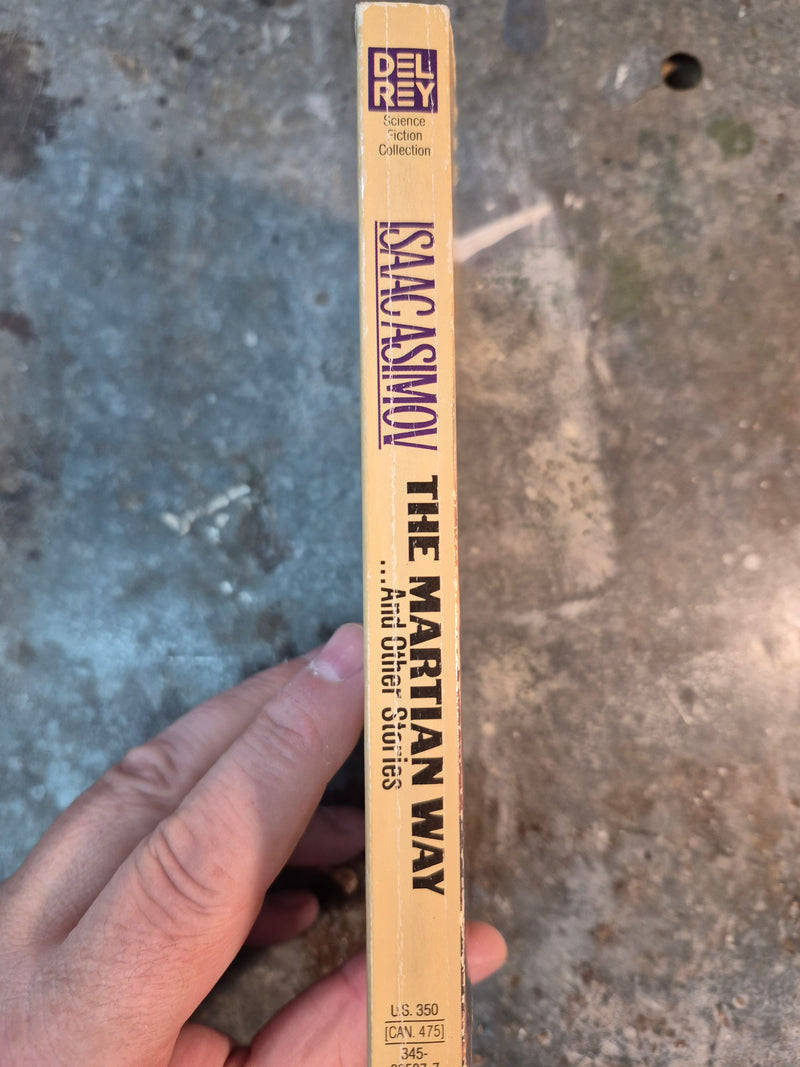 DEL
REY
Science
Fiction
Collection
ISAAC ASIMOV
THE MARTIAN WAY
...And Other Stories
U.S. 350
[CAN. 475]
345-